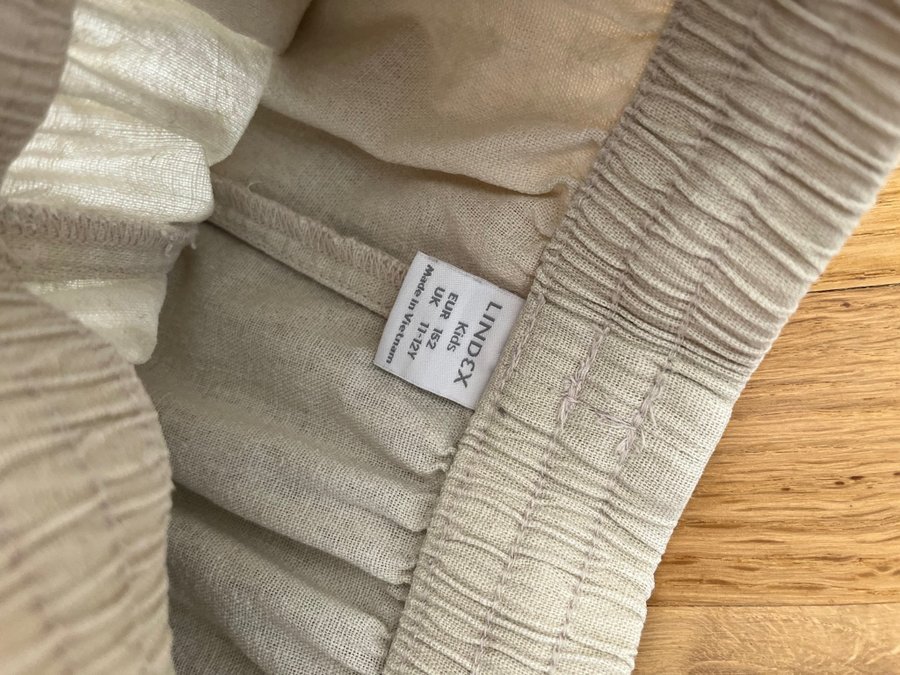 LINDEX
Kids
EUR 152
UK 11-12Y
Made in Vietnam